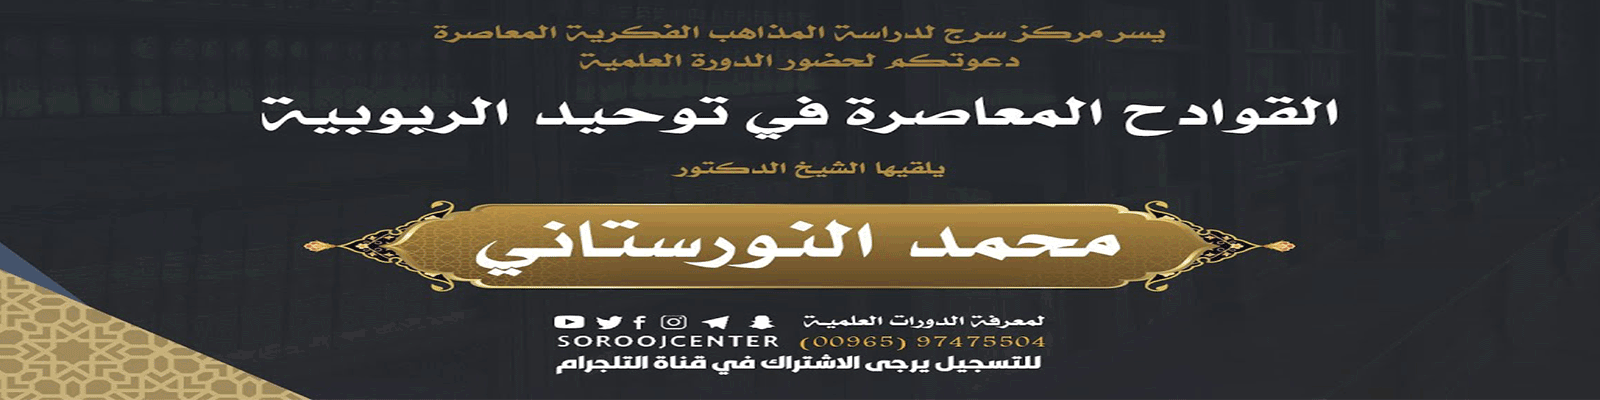 يسر مركز سرج لدراسة المذاهب الفكرية المعاصرة
دعوتكم لحضور الدورة العلمية
القوادح المعاصرة في توحيد الربوبية
يلقيها الشيخ الدكتور
محمد النورستاني
لمعرفة الدورات العلمية
SOROOJCENTER (00965) 97475504
للتسجيل يرجى الاشتراك في قناة التلجرام